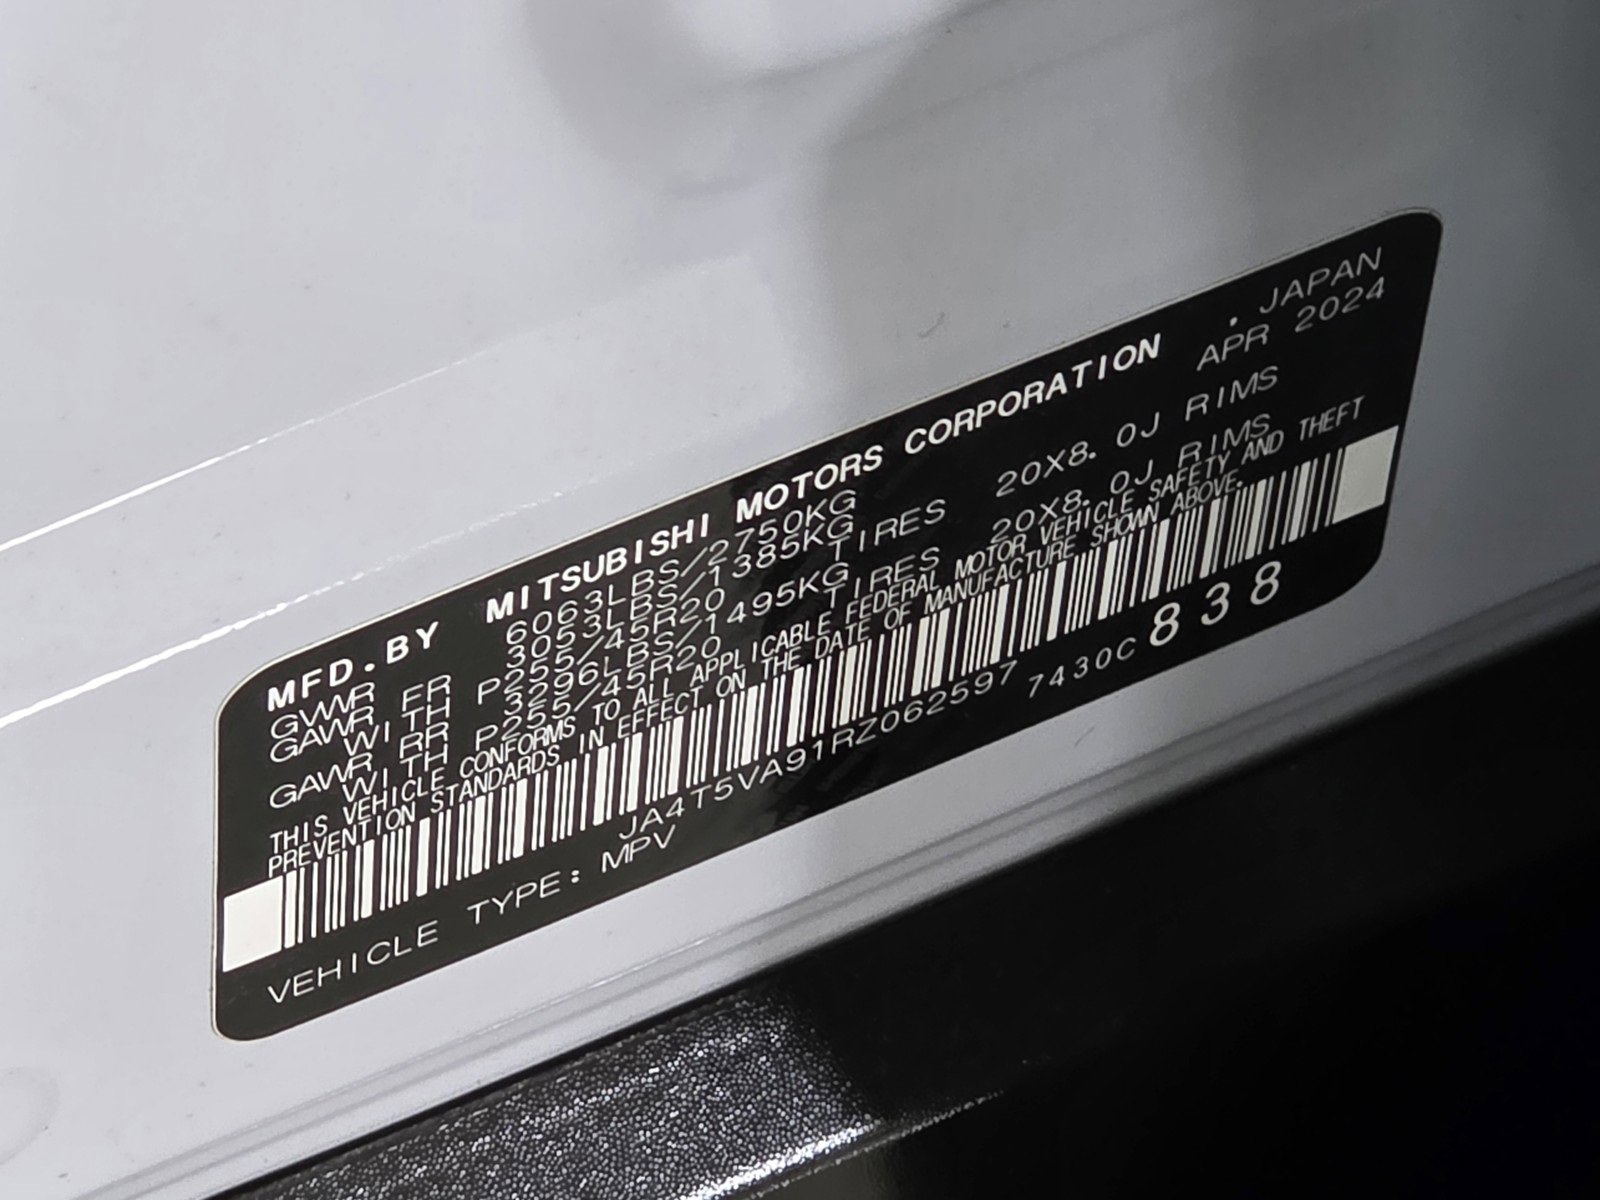 MFD.BY MITSUBISHI MOTORS CORPORATION . JAPAN
GVWR 6063LBS/2750KG APR 2024
GAWR FR 3053LBS/1385KG
WITH P255/45R20 TIRES 20X8.0J RIMS
GAWR RR 3296LBS/1495KG
WITH P255/45R20 TIRES 20X8.0J RIMS
THIS VEHICLE CONFORMS TO ALL APPLICABLE FEDERAL MOTOR VEHICLE SAFETY AND THEFT
PREVENTION STANDARDS IN EFFECT ON THE DATE OF MANUFACTURE SHOWN ABOVE.
JA4T5VA91RZ062597 7430C 838
VEHICLE TYPE: MPV